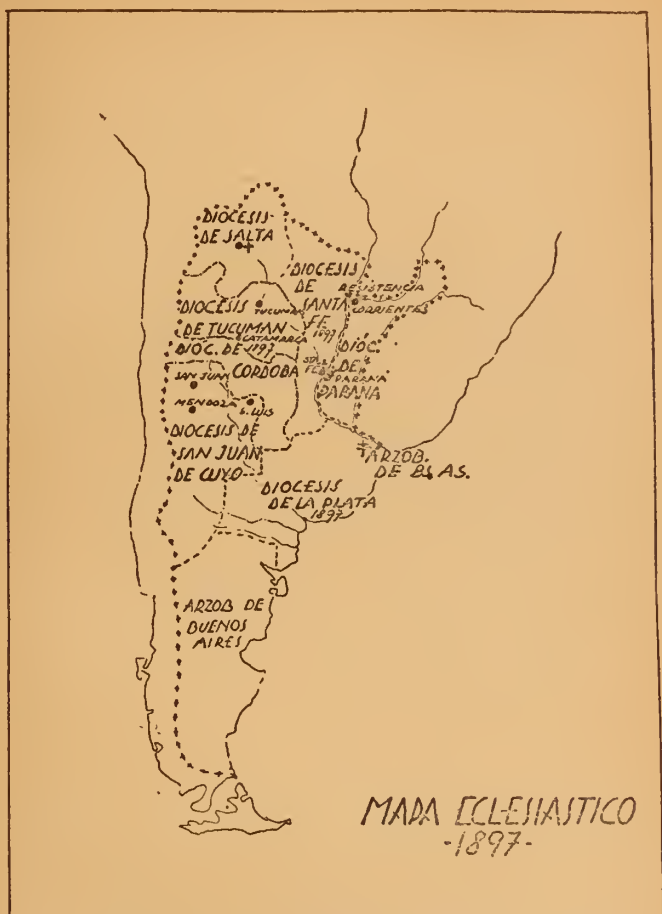 DIOCESIS
DE SALTA
DIOCESIS
DE
SANTA
FE
1897
RESISTENCIA
CORRIENTES
DIOCESIS
DE TUCUMAN
TUCUMAN
CATAMARCA
DIOC. DE 1197
CORDOBA
DIOC.
DE
PARANA
STA
FE
PARANA
SAN JUAN
MENDOZA
S. LUIS
DIOCESIS DE
SAN JUAN
DE CUYO
ARZOB.
DE BS. AS.
DIOCESIS
DE LA PLATA
1897
ARZOB DE
BUENOS
AIRES
MAPA ECLESIASTICO
-1897-